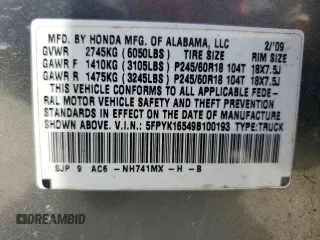 MFD. BY HONDA MFG. OF ALABAMA, LLC 2/'09
GVWR 2745KG (6050LBS) TIRE SIZE RIM SIZE
GAWR F 1410KG (3105LBS) P245/60R18 104T 18X7.5J
GAWR R 1475KG (3245LBS) P245/60R18 104T 18X7.5J
THIS VEHICLE CONFORMS TO ALL APPLICABLE FEDE-
RAL MOTOR VEHICLE SAFETY AND THEFT PREVENTION
STANDARDS IN EFFECT ON THE DATE OF MANUFACTURE
SHOWN ABOVE. V.I.N.: 5FPYK16549B100193 TYPE:TRUCK
SJP 9 AC6 -NH741MX -H -B
© DREAMBID DREAMBID.COM